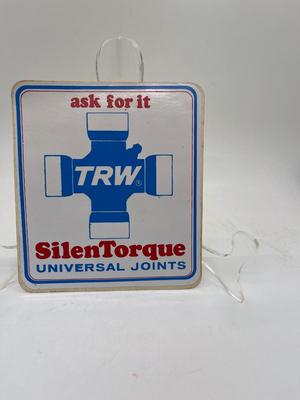 ask for it
TRW®
SilenTorque
UNIVERSAL JOINTS